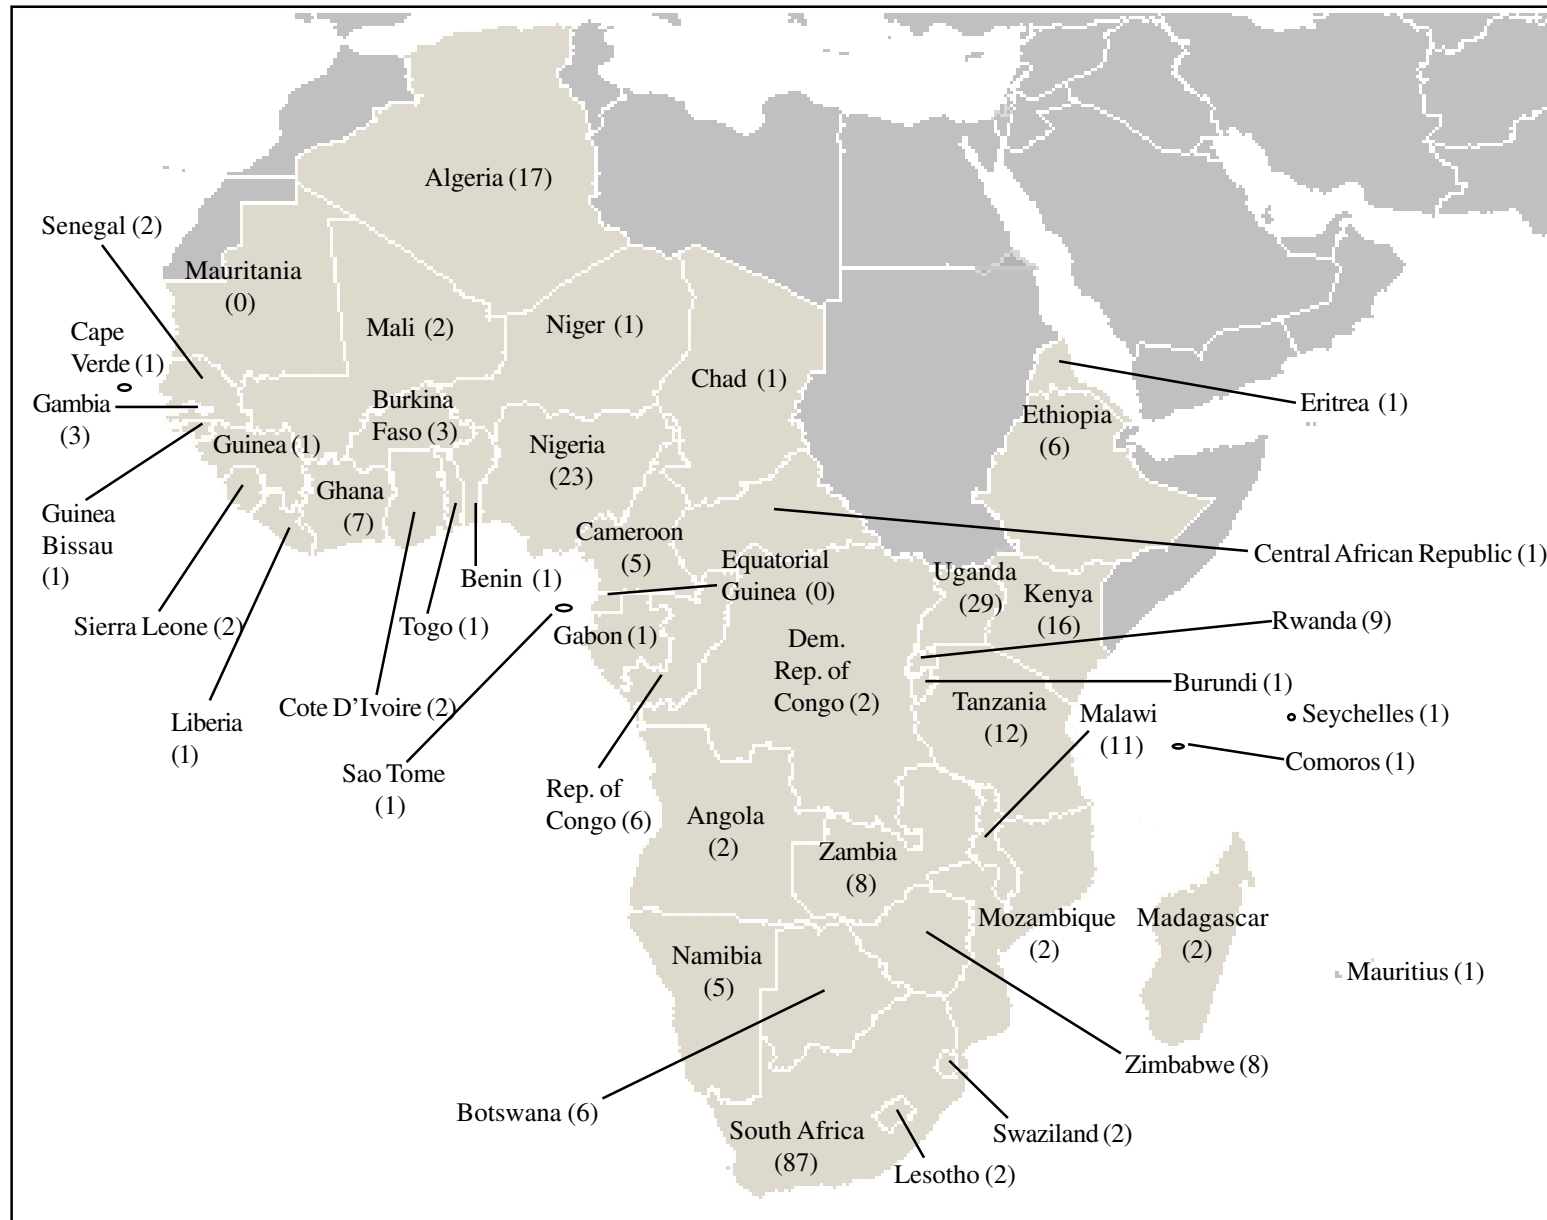 Algeria (17)
Senegal (2)
Mauritania
(0)
Mali (2)
Niger (1)
Cape
Verde (1)
Chad (1)
Gambia
(3)
Burkina
Faso (3)
Eritrea (1)
Ethiopia
(6)
Guinea (1)
Nigeria
(23)
Ghana
(7)
Guinea
Bissau
(1)
Cameroon
(5)
Central African Republic (1)
Equatorial
Guinea (0)
Benin (1)
Uganda
(29)
Kenya
(16)
Sierra Leone (2)
Togo (1)
Gabon (1)
Rwanda (9)
Dem.
Rep. of
Congo (2)
Burundi (1)
Liberia
(1)
Cote D’Ivoire (2)
Tanzania
(12)
Malawi
(11)
Seychelles (1)
Comoros (1)
Sao Tome
(1)
Rep. of
Congo (6)
Angola
(2)
Zambia
(8)
Mozambique
(2)
Madagascar
(2)
Mauritius (1)
Namibia
(5)
Zimbabwe (8)
Botswana (6)
South Africa
(87)
Swaziland (2)
Lesotho (2)